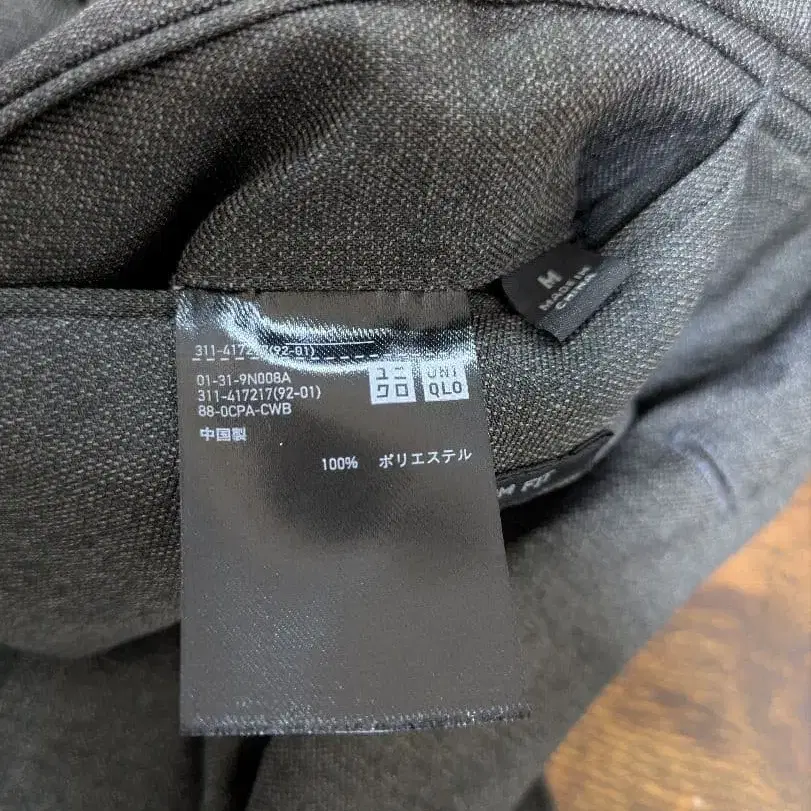 311-417217(92-01)
01-31-9N008A
311-417217(92-01)
88-0CPA-CWB
中国製
100% ポリエステル
ユニ
クロ
UNI
QLO
M
MADE IN
CHINA
FIT